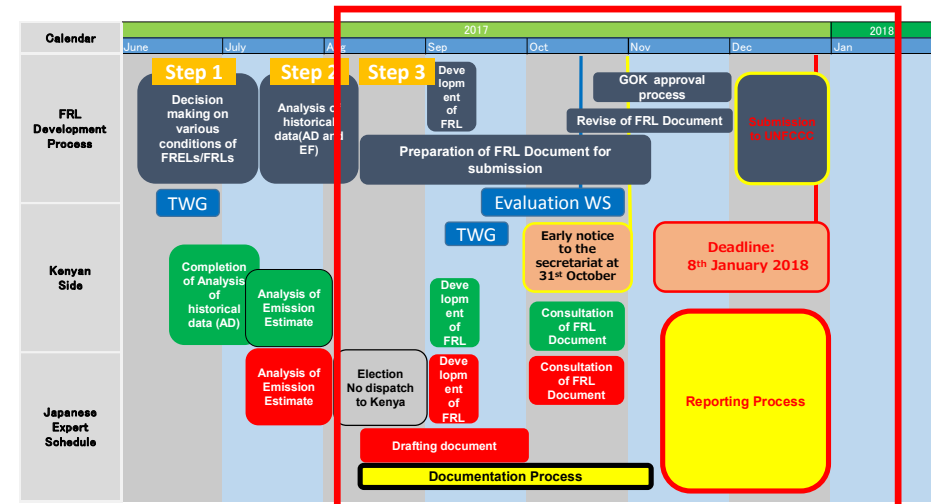 Calendar
2017
2018
June
July
Aug
Sep
Oct
Nov
Dec
Jan
FRL
Development
Process
Step 1
Step 2
Step 3
Decision
making on
various
conditions of
FRELs/FRLs
Analysis of
historical
data(AD and
EF)
Deve
lopm
ent
of
FRL
GOK approval
process
Revise of FRL Document
Preparation of FRL Document for
submission
Submission
to UNFCCC
TWG
Evaluation WS
TWG
Kenyan
Side
Completion
of Analysis
of
historical
data (AD)
Analysis of
Emission
Estimate
Deve
lopm
ent
of
FRL
Early notice
to the
secretariat at
31st October
Consultation
of FRL
Document
Deadline:
8th January 2018
Japanese
Expert
Schedule
Analysis of
Emission
Estimate
Election
No dispatch
to Kenya
Deve
lopm
ent
of
FRL
Consultation
of FRL
Document
Reporting Process
Drafting document
Documentation Process